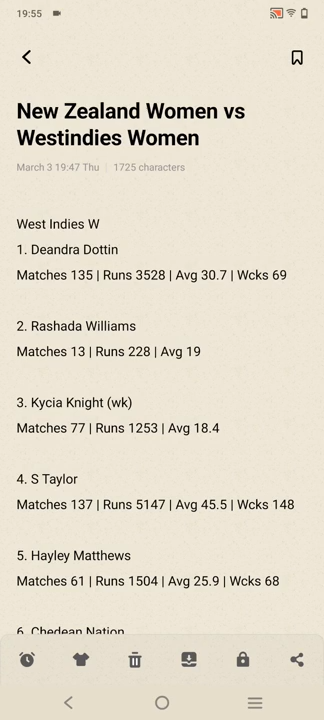 19:55
New Zealand Women vs
Westindies Women
March 3 19:47 Thu | 1725 characters
West Indies W
1. Deandra Dottin
Matches 135 | Runs 3528 | Avg 30.7 | Wcks 69
2. Rashada Williams
Matches 13 | Runs 228 | Avg 19
3. Kycia Knight (wk)
Matches 77 | Runs 1253 | Avg 18.4
4. S Taylor
Matches 137 | Runs 5147 | Avg 45.5 | Wcks 148
5. Hayley Matthews
Matches 61 | Runs 1504 | Avg 25.9 | Wcks 68
6. Chedean Nation